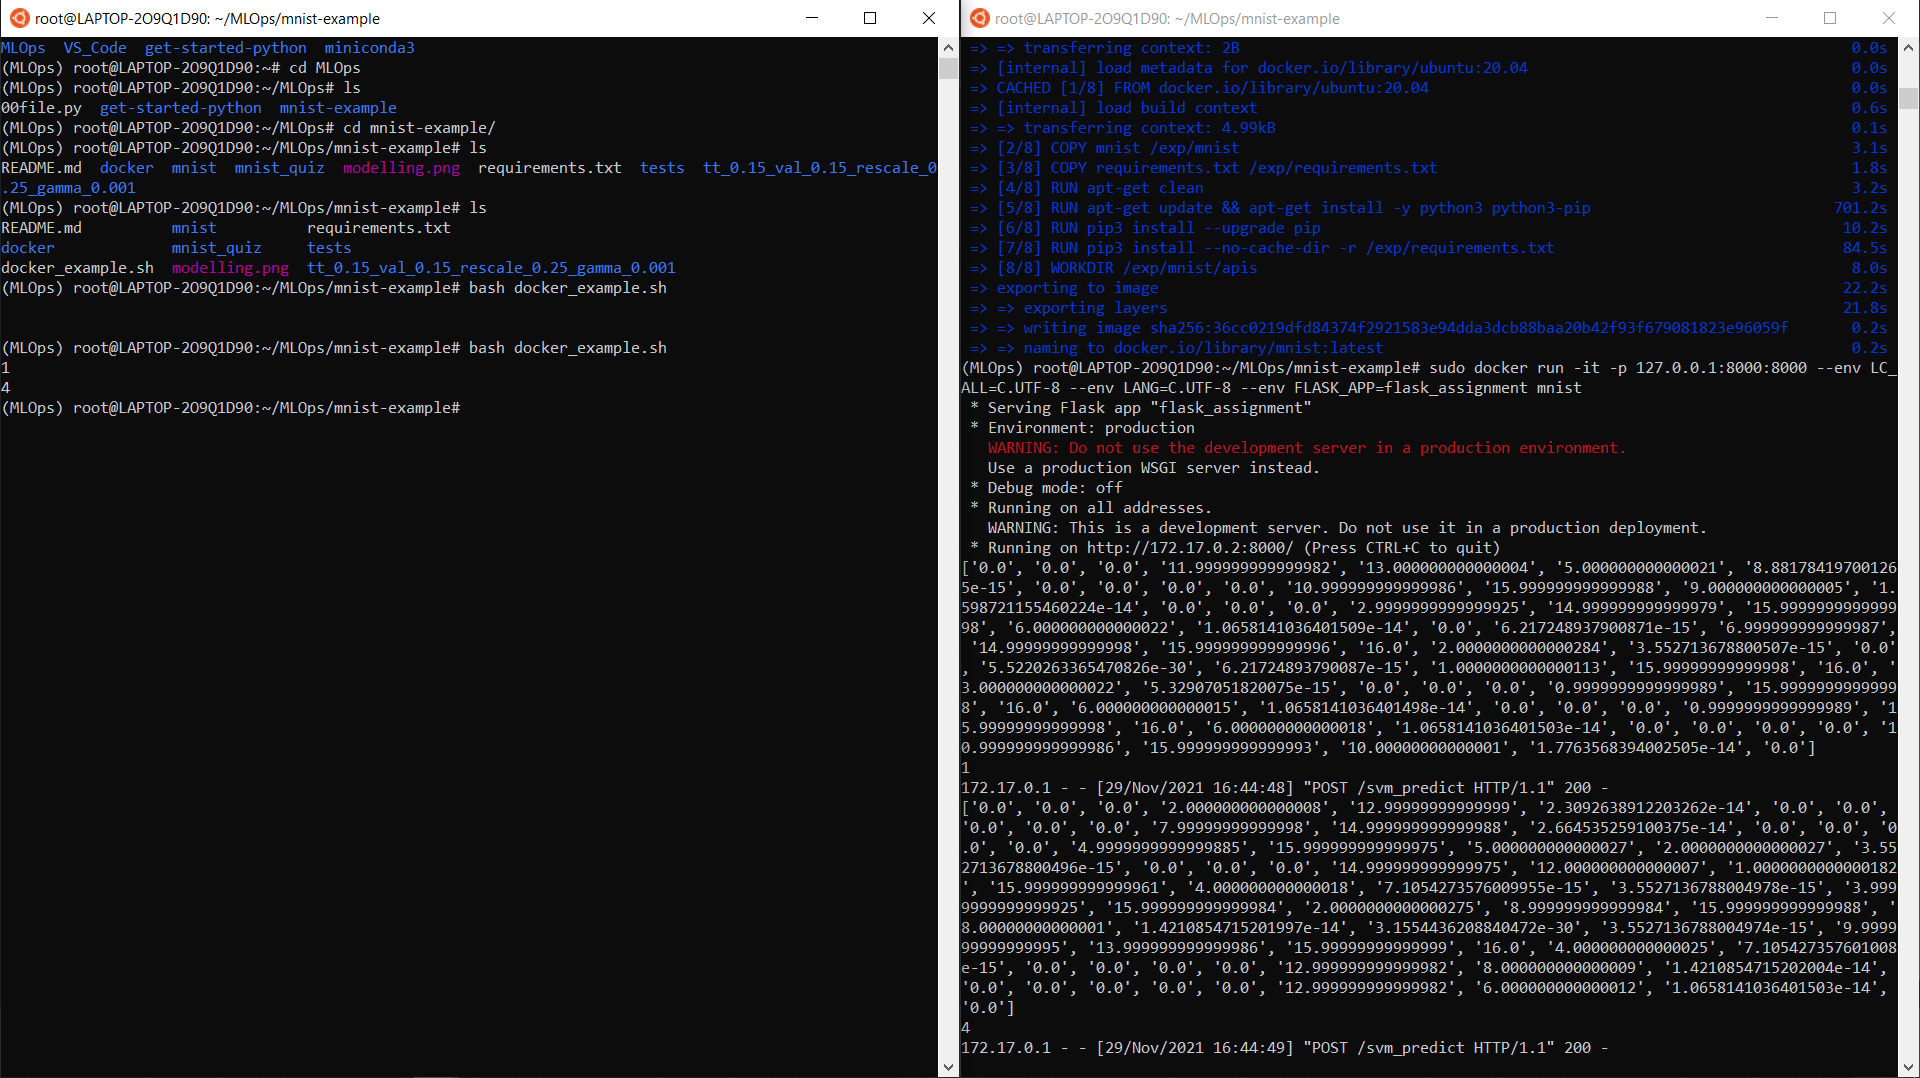 root@LAPTOP-2O9Q1D90: ~/MLOps/mnist-example
MLOps  VS_Code  get-started-python  miniconda3
(MLOps) root@LAPTOP-2O9Q1D90:~# cd MLOps
(MLOps) root@LAPTOP-2O9Q1D90:~/MLOps# ls
00file.py  get-started-python  mnist-example
(MLOps) root@LAPTOP-2O9Q1D90:~/MLOps# cd mnist-example/
(MLOps) root@LAPTOP-2O9Q1D90:~/MLOps/mnist-example# ls
README.md  docker  mnist  mnist_quiz  modelling.png  requirements.txt  tests  tt_0.15_val_0.15_rescale_0
.25_gamma_0.001
(MLOps) root@LAPTOP-2O9Q1D90:~/MLOps/mnist-example# ls
README.md          mnist          requirements.txt
docker             mnist_quiz     tests
docker_example.sh  modelling.png  tt_0.15_val_0.15_rescale_0.25_gamma_0.001
(MLOps) root@LAPTOP-2O9Q1D90:~/MLOps/mnist-example# bash docker_example.sh
(MLOps) root@LAPTOP-2O9Q1D90:~/MLOps/mnist-example# bash docker_example.sh
1
4
(MLOps) root@LAPTOP-2O9Q1D90:~/MLOps/mnist-example#
root@LAPTOP-2O9Q1D90: ~/MLOps/mnist-example
=> => transferring context: 2B 0.0s
=> [internal] load metadata for docker.io/library/ubuntu:20.04 0.0s
=> CACHED [1/8] FROM docker.io/library/ubuntu:20.04 0.0s
=> [internal] load build context 0.6s
=> => transferring context: 4.99kB 0.1s
=> [2/8] COPY mnist /exp/mnist 3.1s
=> [3/8] COPY requirements.txt /exp/requirements.txt 1.8s
=> [4/8] RUN apt-get clean 3.2s
=> [5/8] RUN apt-get update && apt-get install -y python3 python3-pip 701.2s
=> [6/8] RUN pip3 install --upgrade pip 10.2s
=> [7/8] RUN pip3 install --no-cache-dir -r /exp/requirements.txt 84.5s
=> [8/8] WORKDIR /exp/mnist/apis 8.0s
=> exporting to image 22.2s
=> => exporting layers 21.8s
=> => writing image sha256:36cc0219dfd84374f2921583e94dda3dcb88baa20b42f93f679081823e96059f 0.2s
=> => naming to docker.io/library/mnist:latest 0.2s
(MLOps) root@LAPTOP-2O9Q1D90:~/MLOps/mnist-example# sudo docker run -it -p 127.0.0.1:8000:8000 --env LC_
ALL=C.UTF-8 --env LANG=C.UTF-8 --env FLASK_APP=flask_assignment mnist
* Serving Flask app "flask_assignment"
* Environment: production
WARNING: Do not use the development server in a production environment.
Use a production WSGI server instead.
* Debug mode: off
* Running on all addresses.
WARNING: This is a development server. Do not use it in a production deployment.
* Running on http://172.17.0.2:8000/ (Press CTRL+C to quit)
['0.0', '0.0', '0.0', '11.999999999999982', '13.000000000000004', '5.000000000000021', '8.88178419700126
5e-15', '0.0', '0.0', '0.0', '0.0', '10.999999999999986', '15.999999999999988', '9.000000000000005', '1.
598721155460224e-14', '0.0', '0.0', '0.0', '2.9999999999999925', '14.999999999999979', '15.9999999999999
98', '6.000000000000022', '1.0658141036401509e-14', '0.0', '6.217248937900871e-15', '6.999999999999987',
'14.99999999999998', '15.999999999999996', '16.0', '2.0000000000000284', '3.552713678800507e-15', '0.0'
, '5.5220263365470826e-30', '6.21724893790087e-15', '1.0000000000000113', '15.99999999999998', '16.0', '
3.000000000000022', '5.32907051820075e-15', '0.0', '0.0', '0.0', '0.9999999999999989', '15.9999999999999
8', '16.0', '6.000000000000015', '1.0658141036401498e-14', '0.0', '0.0', '0.0', '0.9999999999999989', '1
5.99999999999998', '16.0', '6.000000000000018', '1.0658141036401503e-14', '0.0', '0.0', '0.0', '0.0', '1
0.999999999999986', '15.999999999999993', '10.00000000000001', '1.7763568394002505e-14', '0.0']
1
172.17.0.1 - - [29/Nov/2021 16:44:48] "POST /svm_predict HTTP/1.1" 200 -
['0.0', '0.0', '0.0', '2.000000000000008', '12.99999999999999', '2.3092638912203262e-14', '0.0', '0.0',
'0.0', '0.0', '0.0', '7.99999999999998', '14.999999999999988', '2.664535259100375e-14', '0.0', '0.0', '0
.0', '0.0', '4.9999999999999885', '15.999999999999975', '5.000000000000027', '2.0000000000000027', '3.55
2713678800496e-15', '0.0', '0.0', '0.0', '14.999999999999975', '12.000000000000007', '1.0000000000000182
', '15.999999999999961', '4.000000000000018', '7.1054273576009955e-15', '3.5527136788004978e-15', '3.999
9999999999925', '15.999999999999984', '2.0000000000000275', '8.999999999999984', '15.999999999999988', '
8.00000000000001', '1.4210854715201997e-14', '3.1554436208840472e-30', '3.5527136788004974e-15', '9.9999
99999999995', '13.999999999999986', '15.99999999999999', '16.0', '4.000000000000025', '7.105427357601008
e-15', '0.0', '0.0', '0.0', '0.0', '12.999999999999982', '8.000000000000009', '1.4210854715202004e-14',
'0.0', '0.0', '0.0', '0.0', '0.0', '12.999999999999982', '6.000000000000012', '1.0658141036401503e-14',
'0.0']
4
172.17.0.1 - - [29/Nov/2021 16:44:49] "POST /svm_predict HTTP/1.1" 200 -